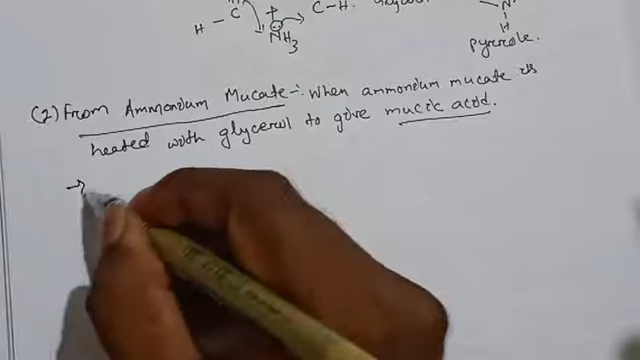 H - C C-H.
NH3
N
H
Pyrrole.
(2) From Ammonium Mucate :- When ammonium mucate is
heated with glycerol to give mucic acid.
→